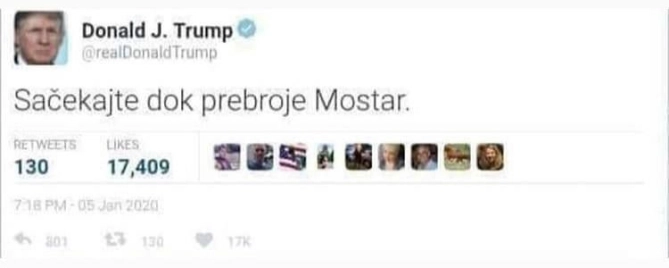 Donald J. Trump
@realDonaldTrump
Sačekajte dok prebroje Mostar.
RETWEETS LIKES
130 17,409
7:18 PM - 05 Jan 2020
801 130 17K